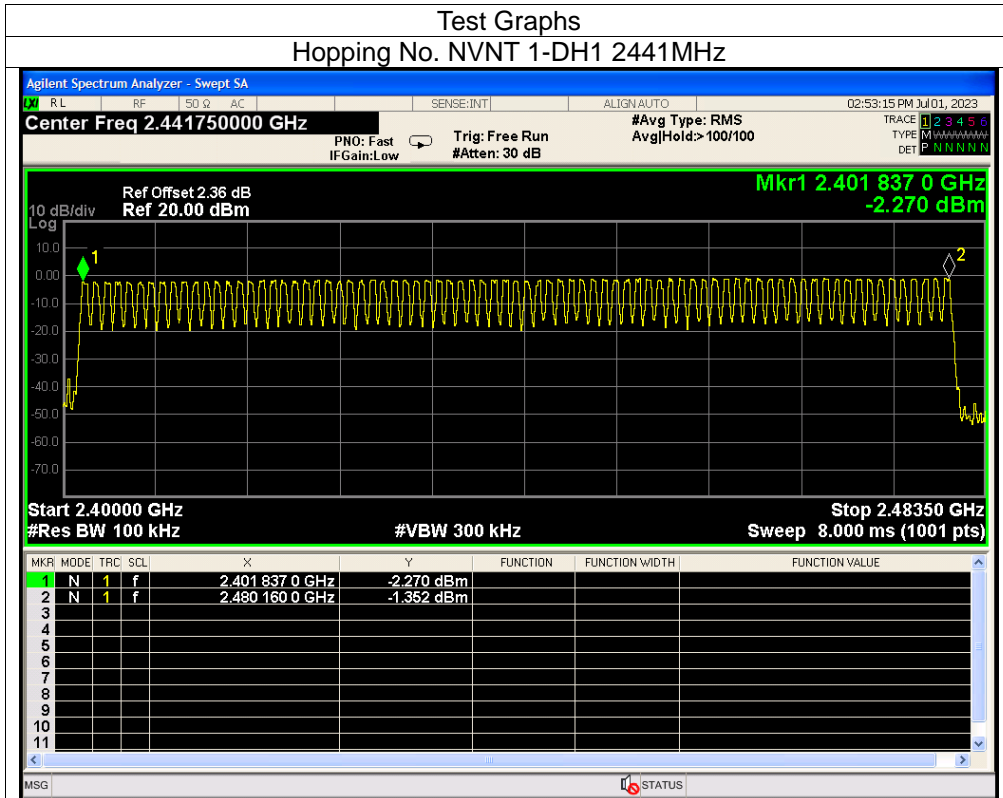 Test Graphs
Hopping No. NVNT 1-DH1 2441MHz
Agilent Spectrum Analyzer - Swept SA
LXI RL RF 50 Ω AC SENSE:INT ALIGN AUTO 02:53:15 PM Jul 01, 2023
Center Freq 2.441750000 GHz
PNO: Fast
IFGain:Low
Trig: Free Run
#Atten: 30 dB
#Avg Type: RMS
Avg|Hold:>100/100
TRACE 1 2 3 4 5 6
TYPE M
DET P N N N N N
Mkr1 2.401 837 0 GHz
-2.270 dBm
Ref Offset 2.36 dB
10 dB/div Ref 20.00 dBm
Log
10.0
0.00
-10.0
-20.0
-30.0
-40.0
-50.0
-60.0
-70.0
1
2
Start 2.40000 GHz Stop 2.48350 GHz
#Res BW 100 kHz #VBW 300 kHz Sweep 8.000 ms (1001 pts)
MKR MODE TRC SCL X Y FUNCTION FUNCTION WIDTH FUNCTION VALUE
1 N 1 f 2.401 837 0 GHz -2.270 dBm
2 N 1 f 2.480 160 0 GHz -1.352 dBm
3
4
5
6
7
8
9
10
11
MSG STATUS